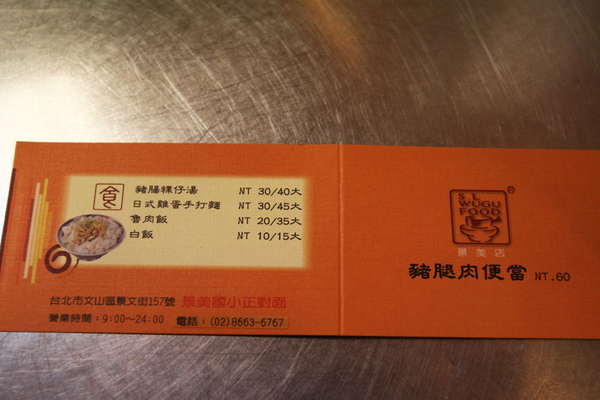 食
豬腸粿仔湯 NT 30/40大
日式雞蛋手打麵 NT 30/45大
魯肉飯 NT 20/35大
白飯 NT 10/15大
台北市文山區景文街157號 景美國小正對面
營業時間：9:00～24:00 電話：(02)8663-6767
S L
WUGU
FOOD
®
景美店
豬腿肉便當 NT.60